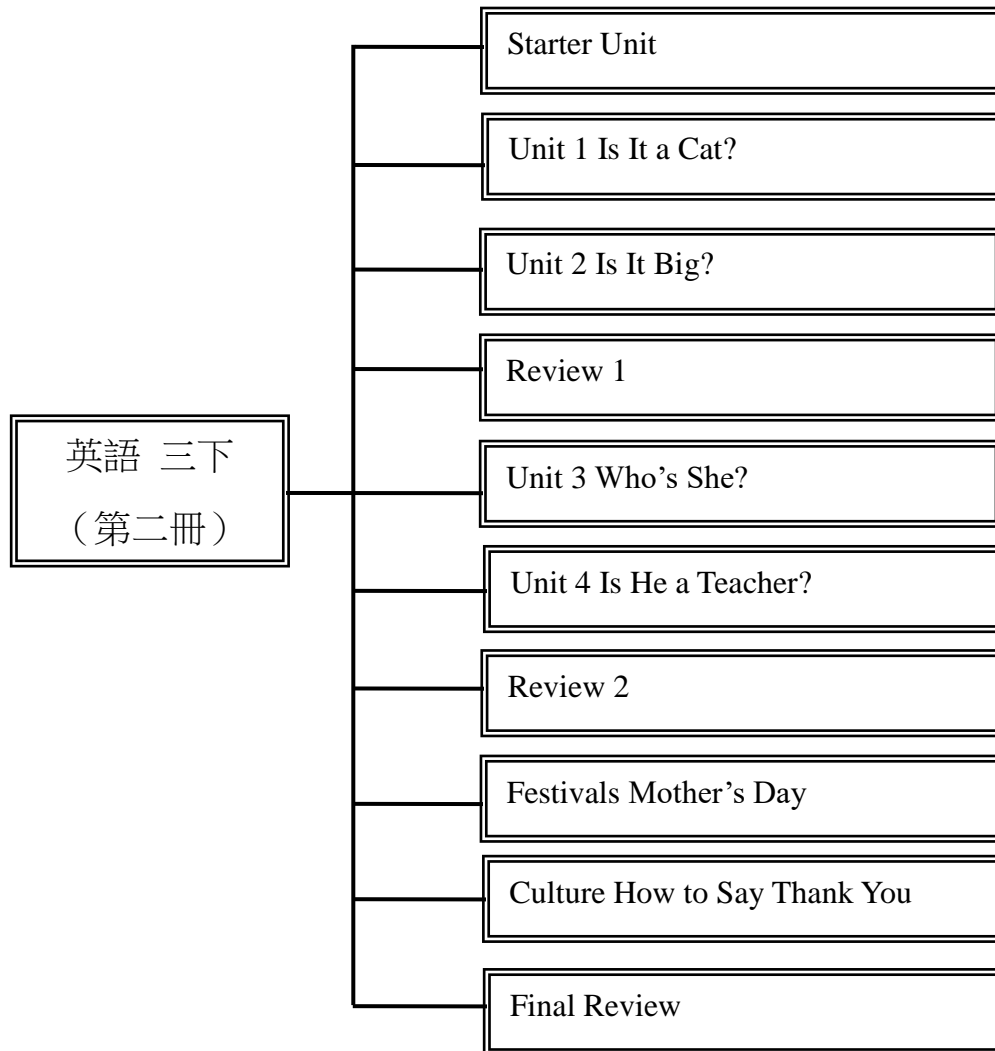 英語 三下
(第二冊)
Starter Unit
Unit 1 Is It a Cat?
Unit 2 Is It Big?
Review 1
Unit 3 Who’s She?
Unit 4 Is He a Teacher?
Review 2
Festivals Mother’s Day
Culture How to Say Thank You
Final Review